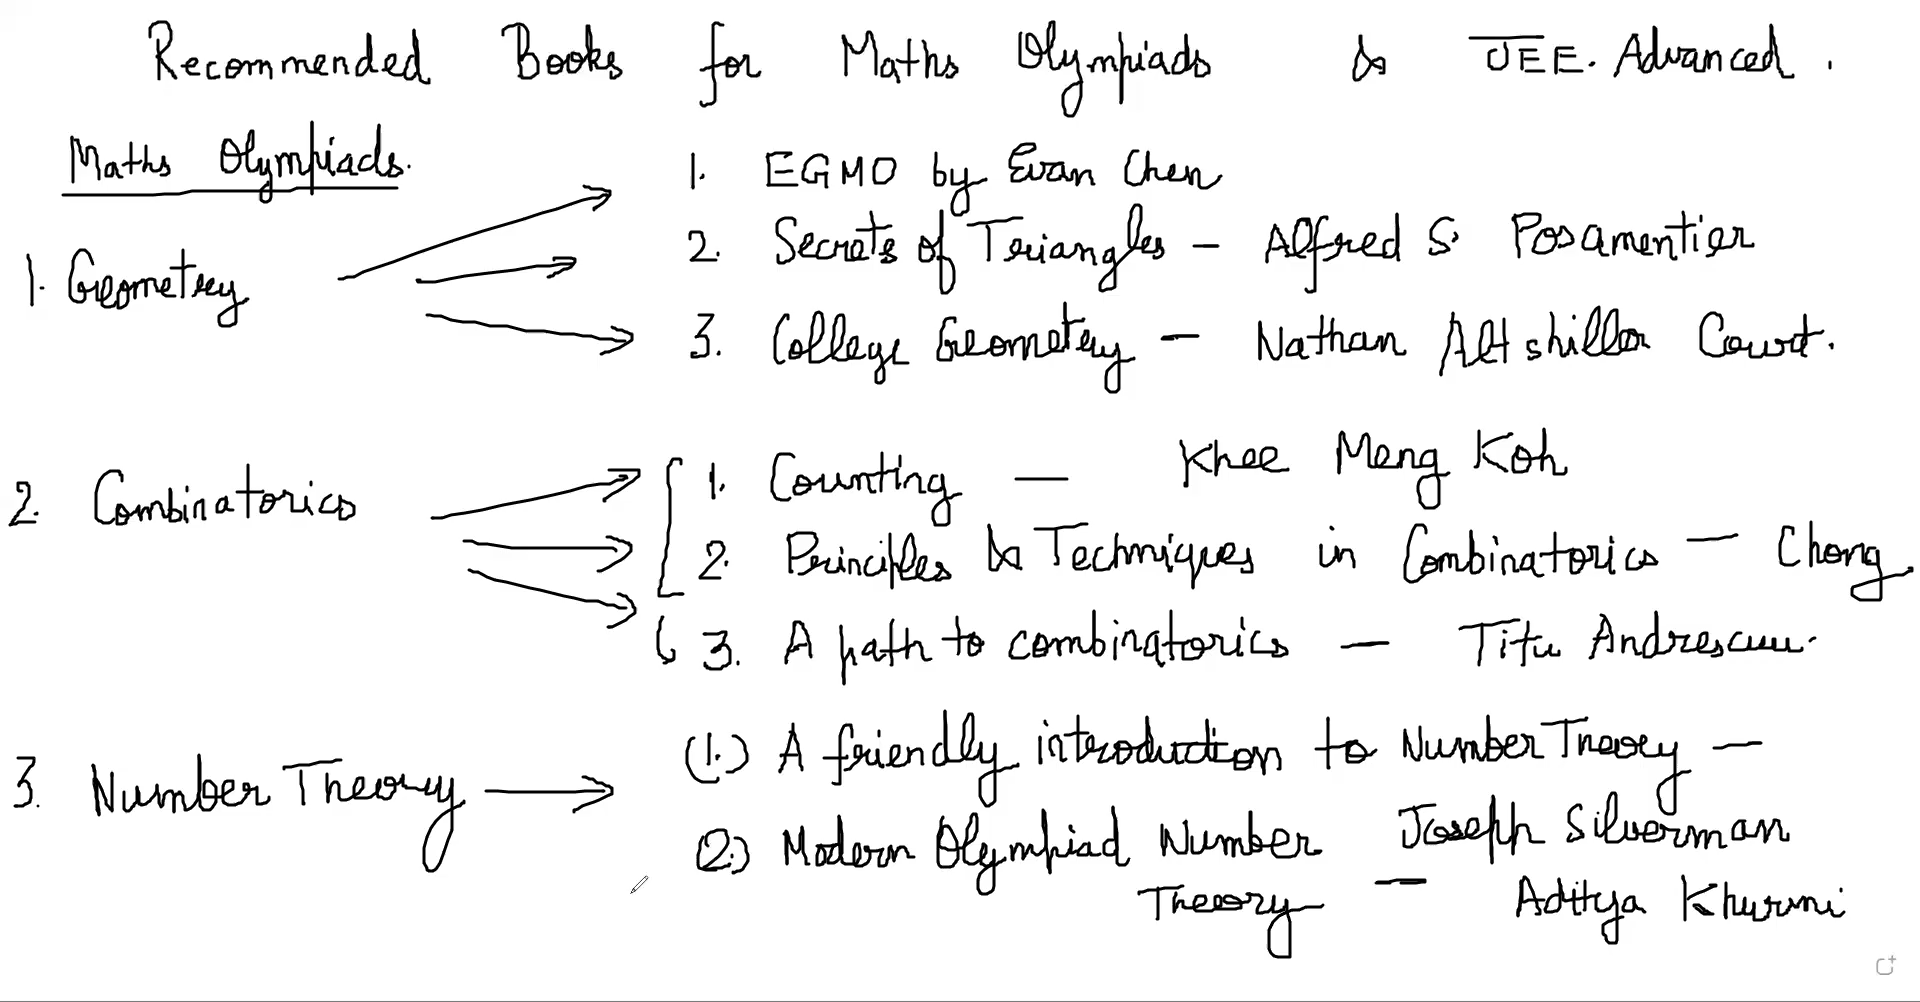 Recommended Books for Maths Olympiads & JEE. Advanced.
Maths Olympiads.
1. Geometry
1. EGMO by Evan Chen
2. Secrets of Triangles - Alfred S. Posamentier
3. College Geometry - Nathan Altshiller Court.
2. Combinatorics
1. Counting - Khee Meng Koh
2. Principles & Techniques in Combinatorics - Chong
3. A path to combinatorics - Titu Andrescuu.
3. Number Theory
(1.) A friendly introduction to Number Theory -
Joseph Silverman
(2.) Modern Olympiad Number
Theory - Aditya Khurmi